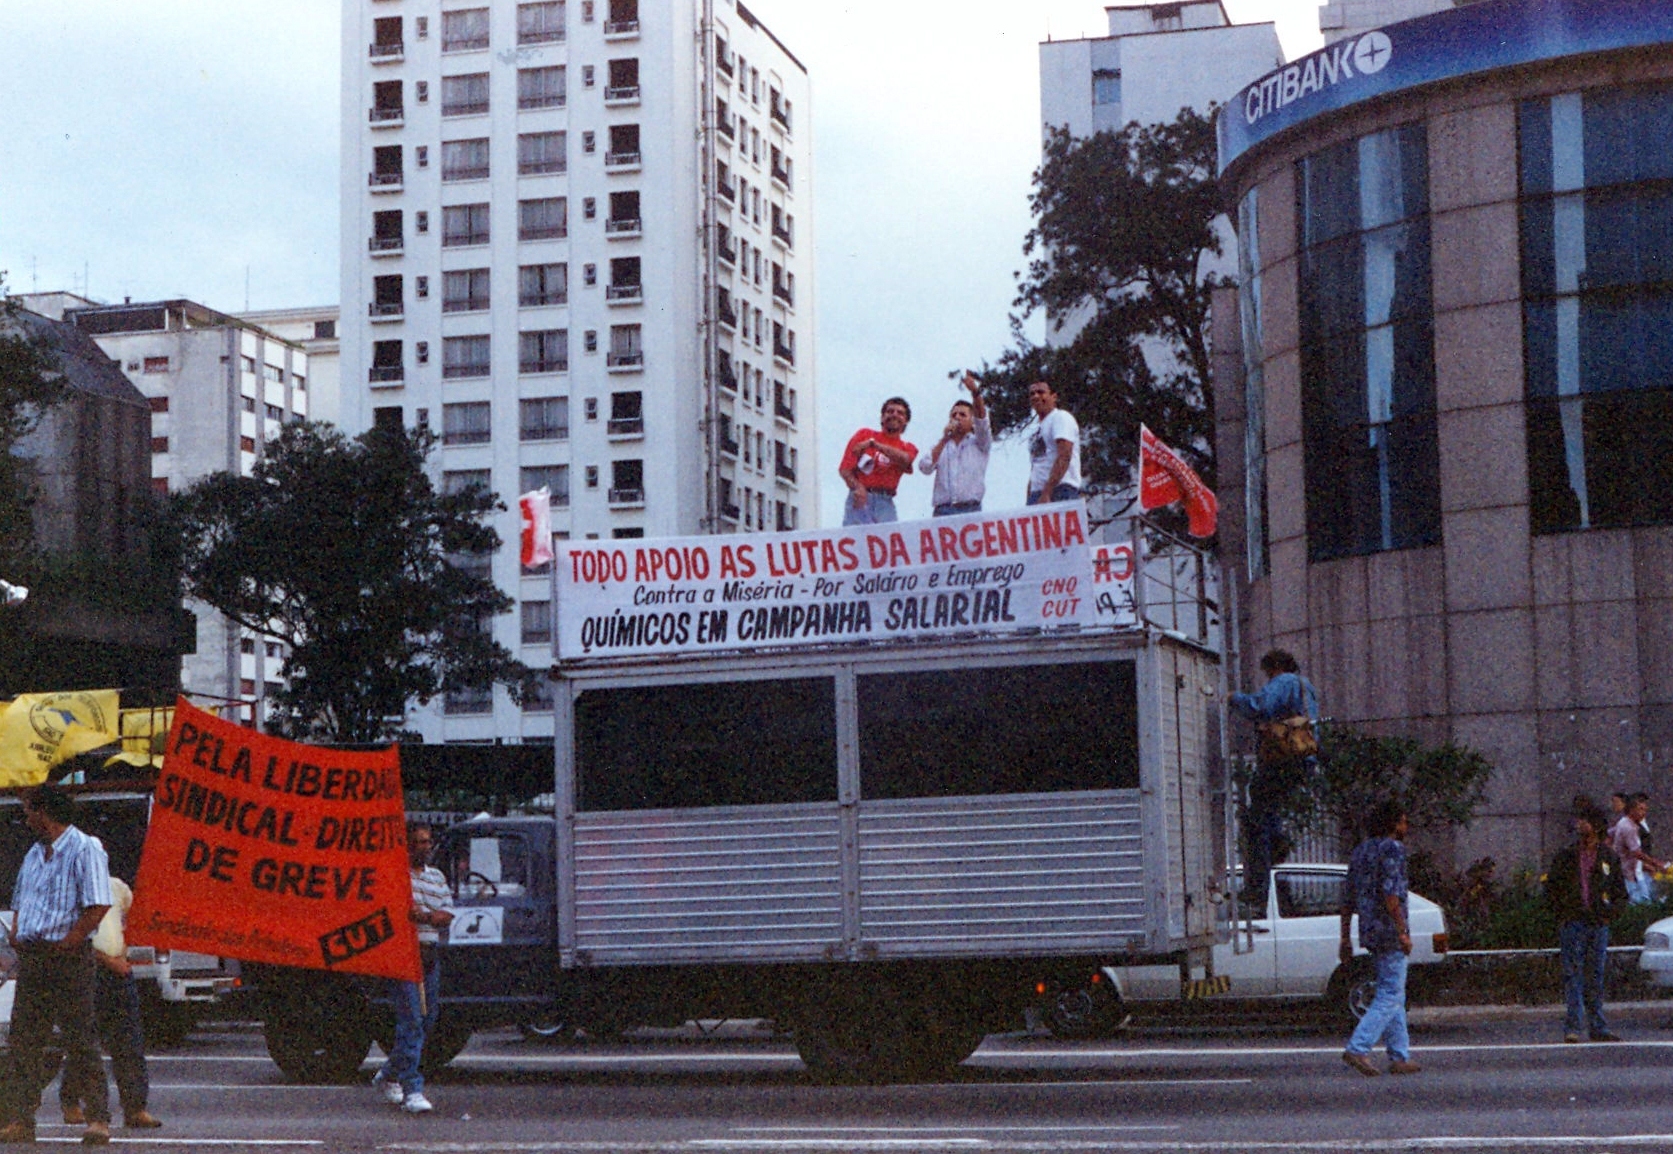 CITIBANK
TODO APOIO AS LUTAS DA ARGENTINA
Contra a Miséria - Por Salário e Emprego
QUÍMICOS EM CAMPANHA SALARIAL
CNQ
CUT
PELA LIBERDA
SINDICAL - DIREIT
DE GREVE
CUT